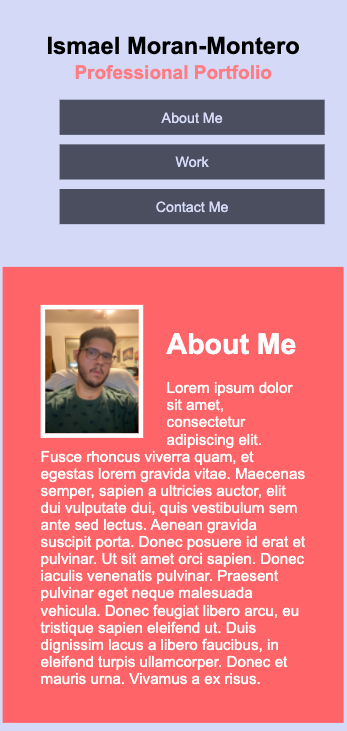 Ismael Moran-Montero
Professional Portfolio
About Me
Work
Contact Me
About Me
Lorem ipsum dolor
sit amet,
consectetur
adipiscing elit.
Fusce rhoncus viverra quam, et
egestas lorem gravida vitae. Maecenas
semper, sapien a ultricies auctor, elit
dui vulputate dui, quis vestibulum sem
ante sed lectus. Aenean gravida
suscipit porta. Donec posuere id erat et
pulvinar. Ut sit amet orci sapien. Donec
iaculis venenatis pulvinar. Praesent
pulvinar eget neque malesuada
vehicula. Donec feugiat libero arcu, eu
tristique sapien eleifend ut. Duis
dignissim lacus a libero faucibus, in
eleifend turpis ullamcorper. Donec et
mauris urna. Vivamus a ex risus.